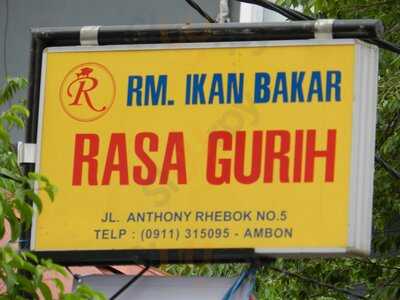 R RM. IKAN BAKAR
RASA GURIH
JL. ANTHONY RHEBOK NO.5
TELP : (0911) 315095 - AMBON